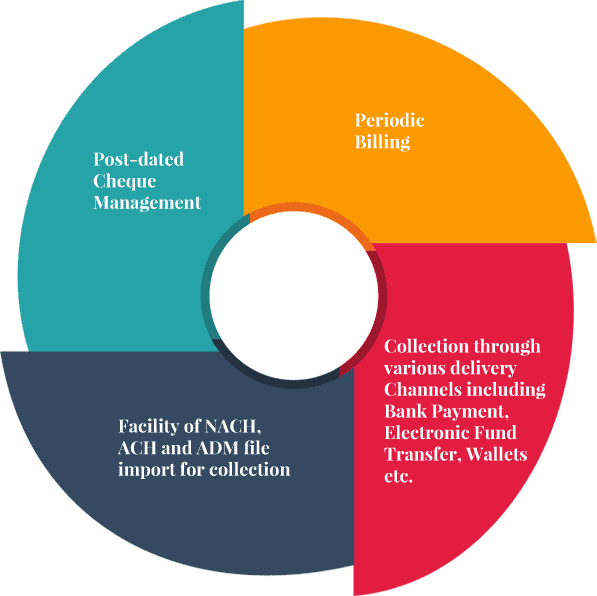 Post-dated
Cheque
Management
Periodic
Billing
Collection through
various delivery
Channels including
Bank Payment,
Electronic Fund
Transfer, Wallets
etc.
Facility of NACH,
ACH and ADM file
import for collection